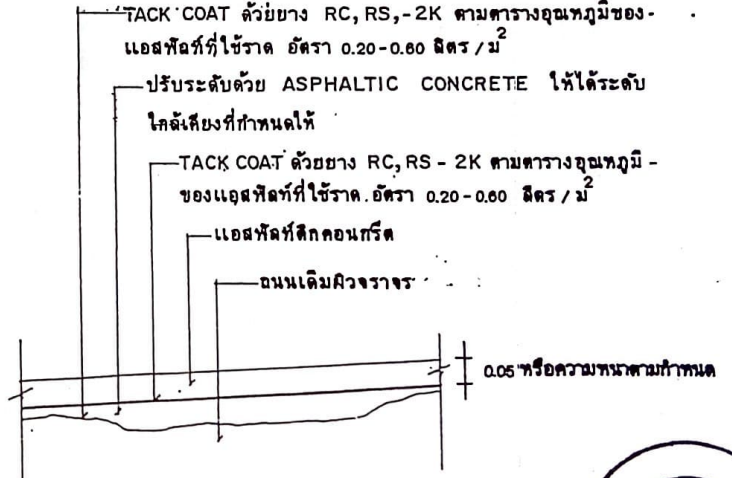 TACK COAT ด้วยยาง RC, RS,-2K ตามตารางอุณหภูมิของ-
แอสฟัลท์ที่ใช้ราด อัตรา 0.20-0.60 ลิตร / ม2
ปรับระดับด้วย ASPHALTIC CONCRETE ให้ได้ระดับ
ใกล้เคียงที่กำหนดให้
TACK COAT ด้วยยาง RC, RS - 2K ตามตารางอุณหภูมิ -
ของแอสฟัลท์ที่ใช้ราด อัตรา 0.20-0.60 ลิตร / ม2
แอสฟัลท์ติกคอนกรีต
ถนนเดิมผิวจราจร
0.05 หรือความหนาตามกำหนด